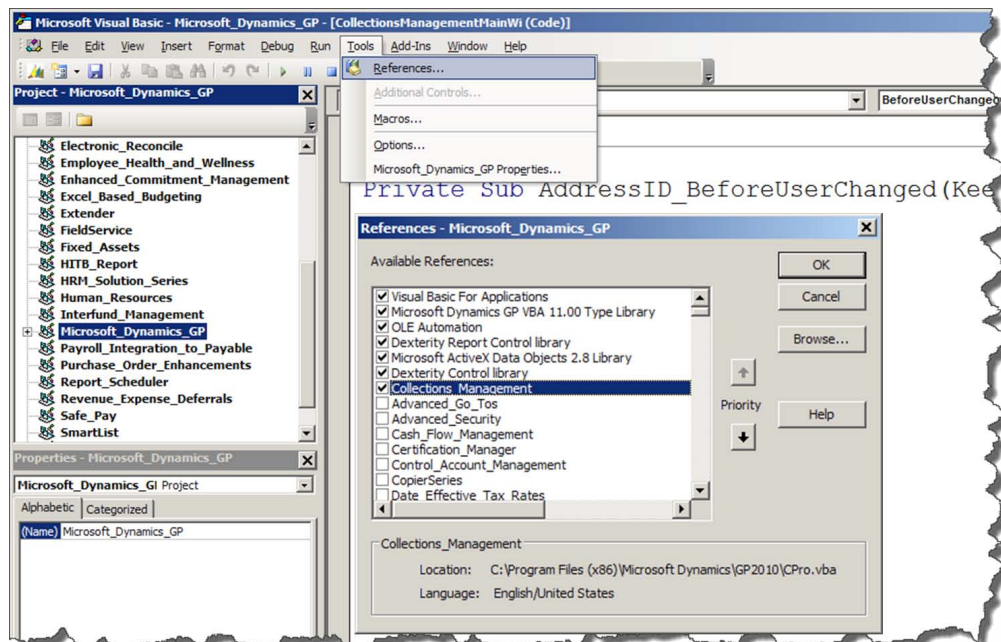 Microsoft Visual Basic - Microsoft_Dynamics_GP - [CollectionsManagementMainWi (Code)]
File Edit View Insert Format Debug Run Tools Add-Ins Window Help
References...
Additional Controls...
Macros...
Options...
Microsoft_Dynamics_GP Properties...
Project - Microsoft_Dynamics_GP
BeforeUserChanged
Electronic_Reconcile
Employee_Health_and_Wellness
Enhanced_Commitment_Management
Excel_Based_Budgeting
Extender
FieldService
Fixed_Assets
HITB_Report
HRM_Solution_Series
Human_Resources
Interfund_Management
Microsoft_Dynamics_GP
Payroll_Integration_to_Payable
Purchase_Order_Enhancements
Report_Scheduler
Revenue_Expense_Deferrals
Safe_Pay
SmartList
Properties - Microsoft_Dynamics_GP
Microsoft_Dynamics_GI Project
Alphabetic Categorized
(Name) Microsoft_Dynamics_GP
Private Sub AddressID_BeforeUserChanged(Kee
References - Microsoft_Dynamics_GP
Available References:
Visual Basic For Applications
Microsoft Dynamics GP VBA 11.00 Type Library
OLE Automation
Dexterity Report Control library
Microsoft ActiveX Data Objects 2.8 Library
Dexterity Control library
Collections_Management
Advanced_Go_Tos
Advanced_Security
Cash_Flow_Management
Certification_Manager
Control_Account_Management
CopierSeries
Date_Effective_Tax_Rates
OK
Cancel
Browse...
Priority
Help
Collections_Management
Location: C:\Program Files (x86)\Microsoft Dynamics\GP2010\CPro.vba
Language: English/United States